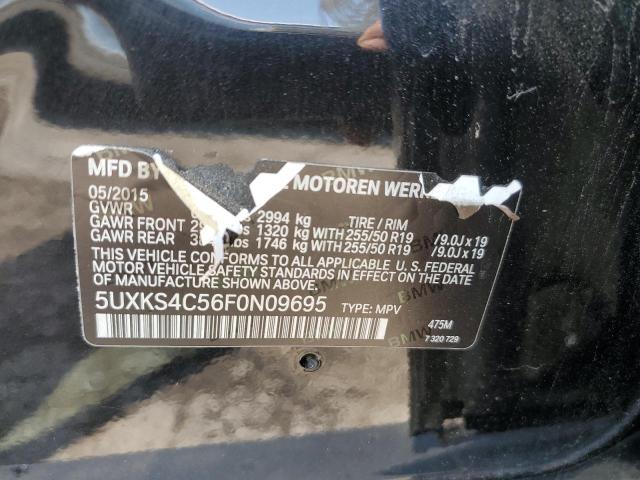 MFD BY MOTOREN WERK
05/2015
GVWR 2994 kg TIRE / RIM
GAWR FRONT lbs 1320 kg WITH 255/50 R19 / 9.0J x 19
GAWR REAR lbs 1746 kg WITH 255/50 R19 / 9.0J x 19
THIS VEHICLE CONFORMS TO ALL APPLICABLE U.S. FEDERAL
MOTOR VEHICLE SAFETY STANDARDS IN EFFECT ON THE DATE
OF MANUFACTURE SHOWN ABOVE.
5UXKS4C56F0N09695 TYPE: MPV 475M
7 320 729